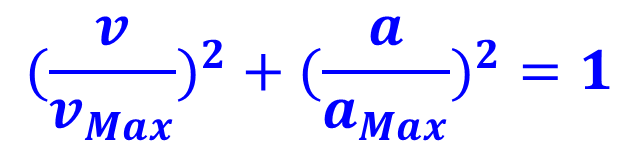 (v/v_Max)² + (a/a_Max)² = 1